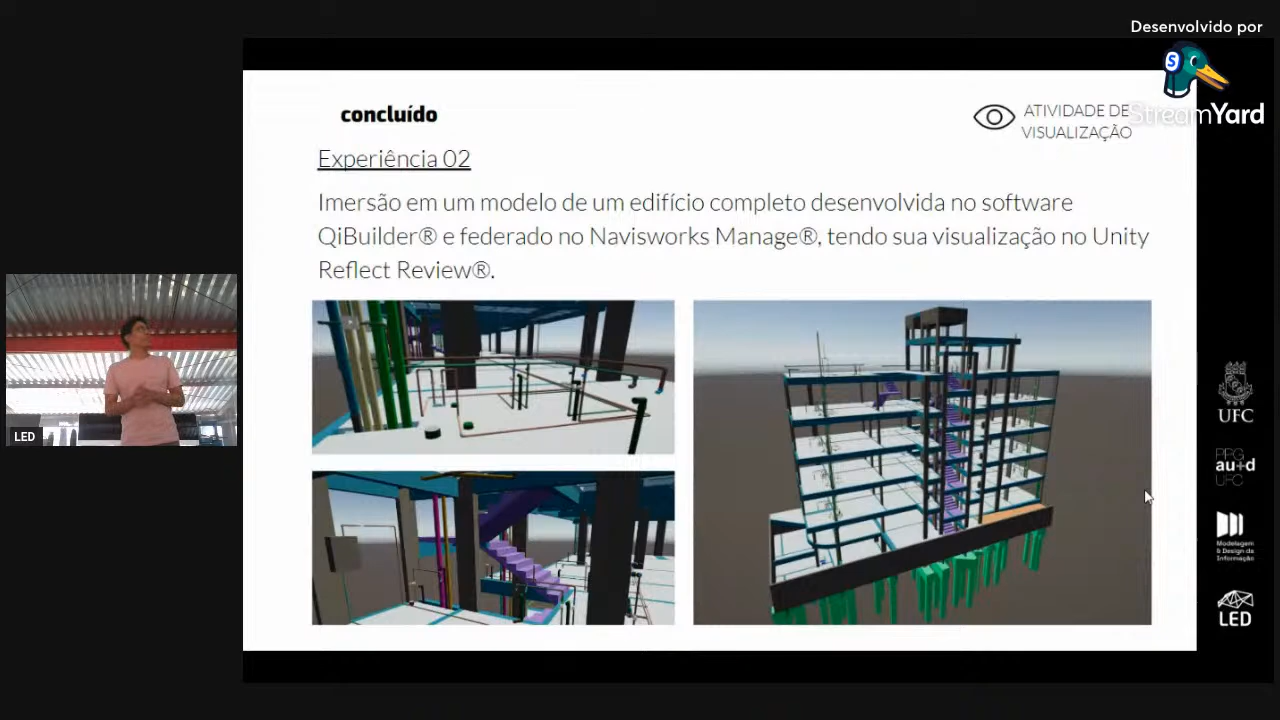 Desenvolvido por
StreamYard
concluído
ATIVIDADE DE
VISUALIZAÇÃO
Experiência 02
Imersão em um modelo de um edifício completo desenvolvida no software
QiBuilder® e federado no Navisworks Manage®, tendo sua visualização no Unity
Reflect Review®.
LED
UFC
PPG
au+d
UFC
Modelagem
& Design da
Informação
LED